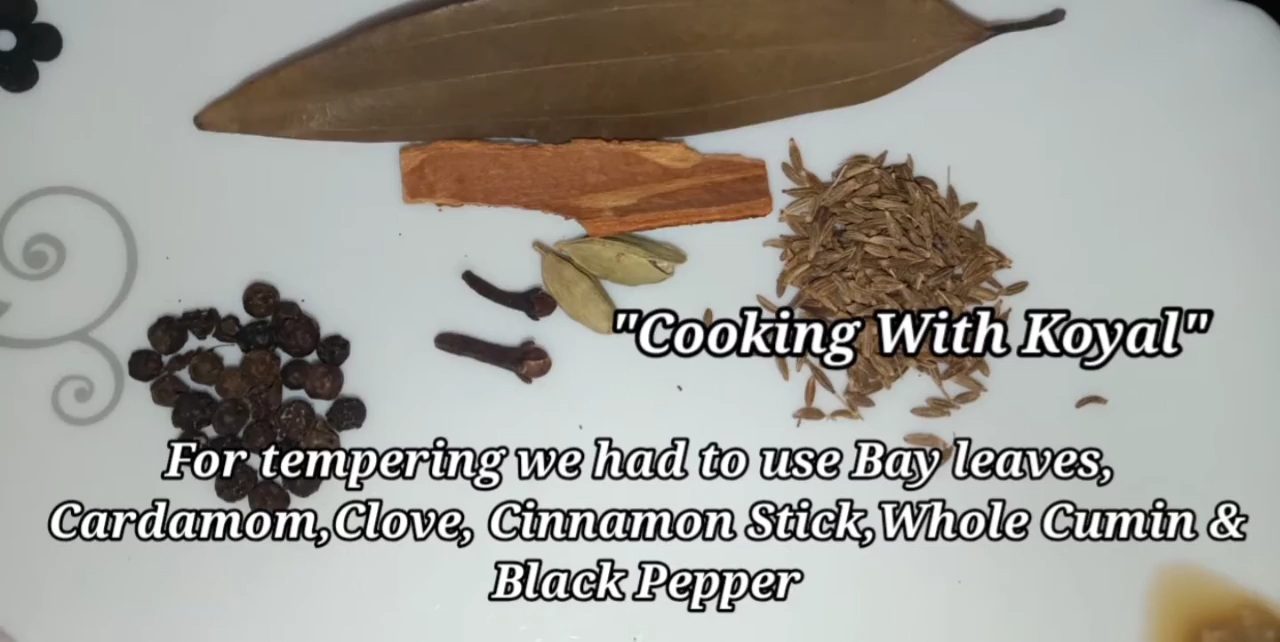 "Cooking With Koyal"
For tempering we had to use Bay leaves,
Cardamom,Clove, Cinnamon Stick,Whole Cumin &
Black Pepper